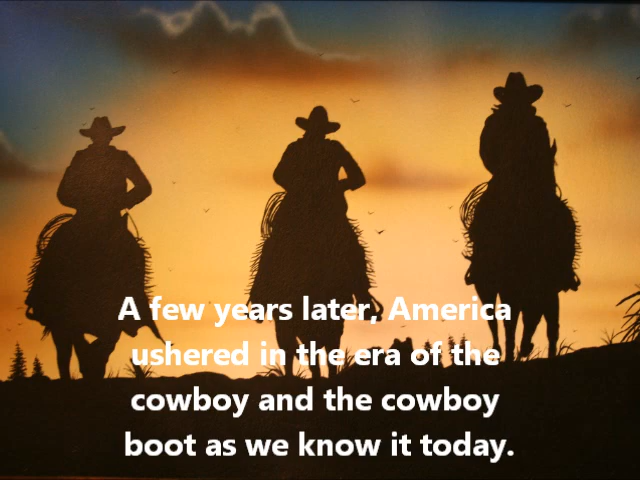 A few years later, America
ushered in the era of the
cowboy and the cowboy
boot as we know it today.